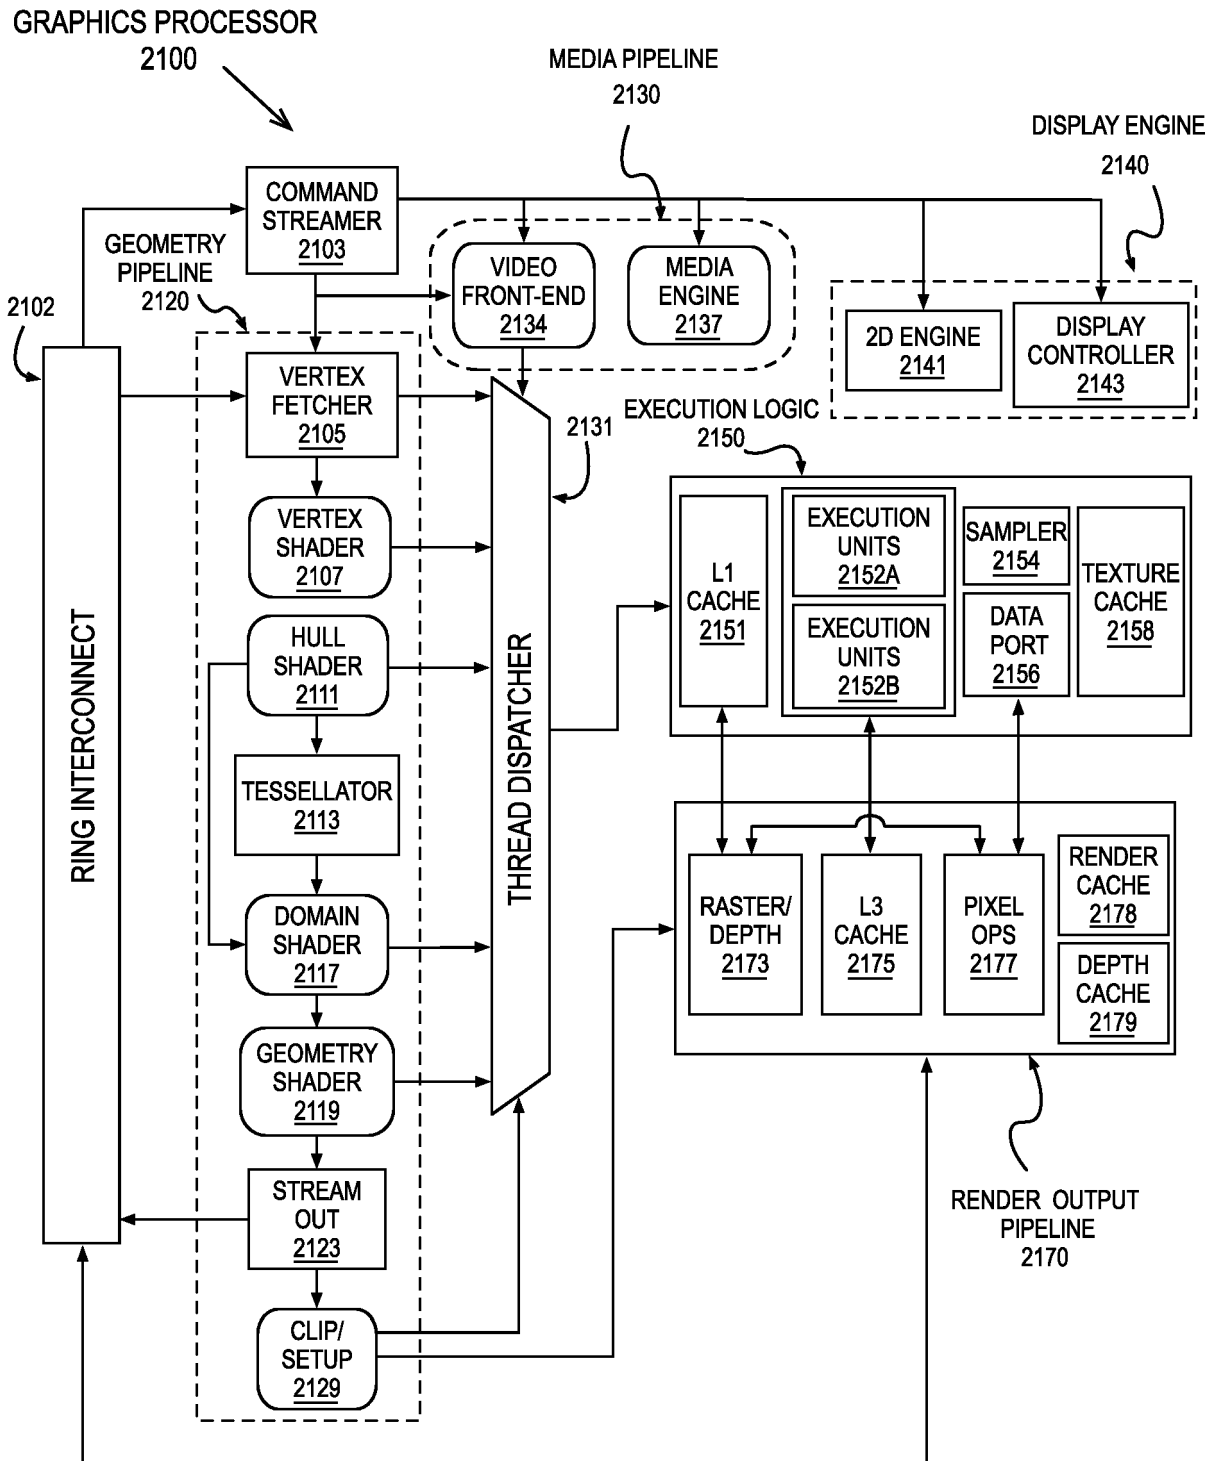 GRAPHICS PROCESSOR
2100
MEDIA PIPELINE
2130
DISPLAY ENGINE
2140
COMMAND
STREAMER
2103
GEOMETRY
PIPELINE
2120
VIDEO
FRONT-END
2134
MEDIA
ENGINE
2137
2D ENGINE
2141
DISPLAY
CONTROLLER
2143
2102
RING INTERCONNECT
VERTEX
FETCHER
2105
VERTEX
SHADER
2107
HULL
SHADER
2111
TESSELLATOR
2113
DOMAIN
SHADER
2117
GEOMETRY
SHADER
2119
STREAM
OUT
2123
CLIP/
SETUP
2129
THREAD DISPATCHER
2131
EXECUTION LOGIC
2150
L1
CACHE
2151
EXECUTION
UNITS
2152A
EXECUTION
UNITS
2152B
SAMPLER
2154
DATA
PORT
2156
TEXTURE
CACHE
2158
RASTER/
DEPTH
2173
L3
CACHE
2175
PIXEL
OPS
2177
RENDER
CACHE
2178
DEPTH
CACHE
2179
RENDER OUTPUT
PIPELINE
2170